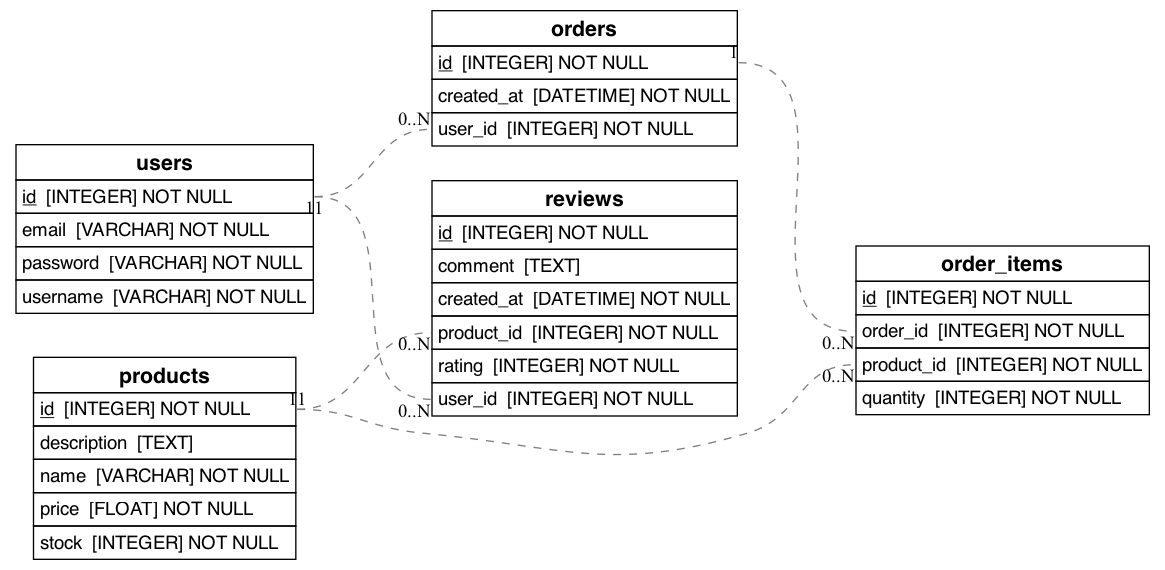 orders
id [INTEGER] NOT NULL
1
created_at [DATETIME] NOT NULL
0..N
user_id [INTEGER] NOT NULL
users
id [INTEGER] NOT NULL
11
email [VARCHAR] NOT NULL
password [VARCHAR] NOT NULL
username [VARCHAR] NOT NULL
reviews
id [INTEGER] NOT NULL
comment [TEXT]
created_at [DATETIME] NOT NULL
product_id [INTEGER] NOT NULL
0..N
rating [INTEGER] NOT NULL
user_id [INTEGER] NOT NULL
0..N
order_items
id [INTEGER] NOT NULL
order_id [INTEGER] NOT NULL
0..N
product_id [INTEGER] NOT NULL
0..N
quantity [INTEGER] NOT NULL
products
11
id [INTEGER] NOT NULL
description [TEXT]
name [VARCHAR] NOT NULL
price [FLOAT] NOT NULL
stock [INTEGER] NOT NULL